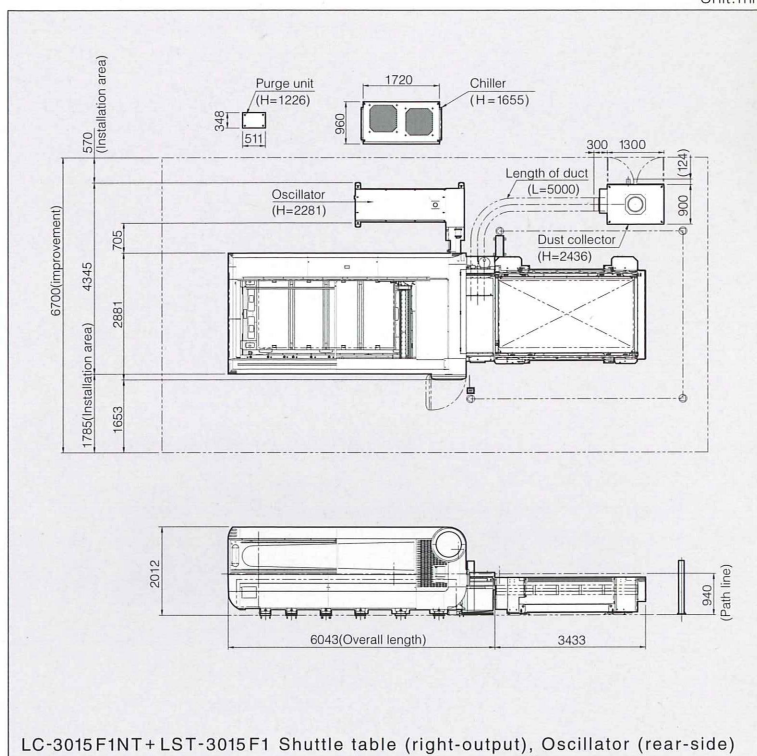 Unit:mm
1720
Purge unit
(H=1226)
Chiller
(H=1655)
348
511
960
570
(Installation area)
300
1300
(124)
Length of duct
(L=5000)
Oscillator
(H=2281)
900
Dust collector
(H=2436)
705
6700(improvement)
4345
2881
1785(Installation area)
1653
2012
940
(Path line)
6043(Overall length)
3433
LC-3015F1NT+LST-3015F1 Shuttle table (right-output), Oscillator (rear-side)